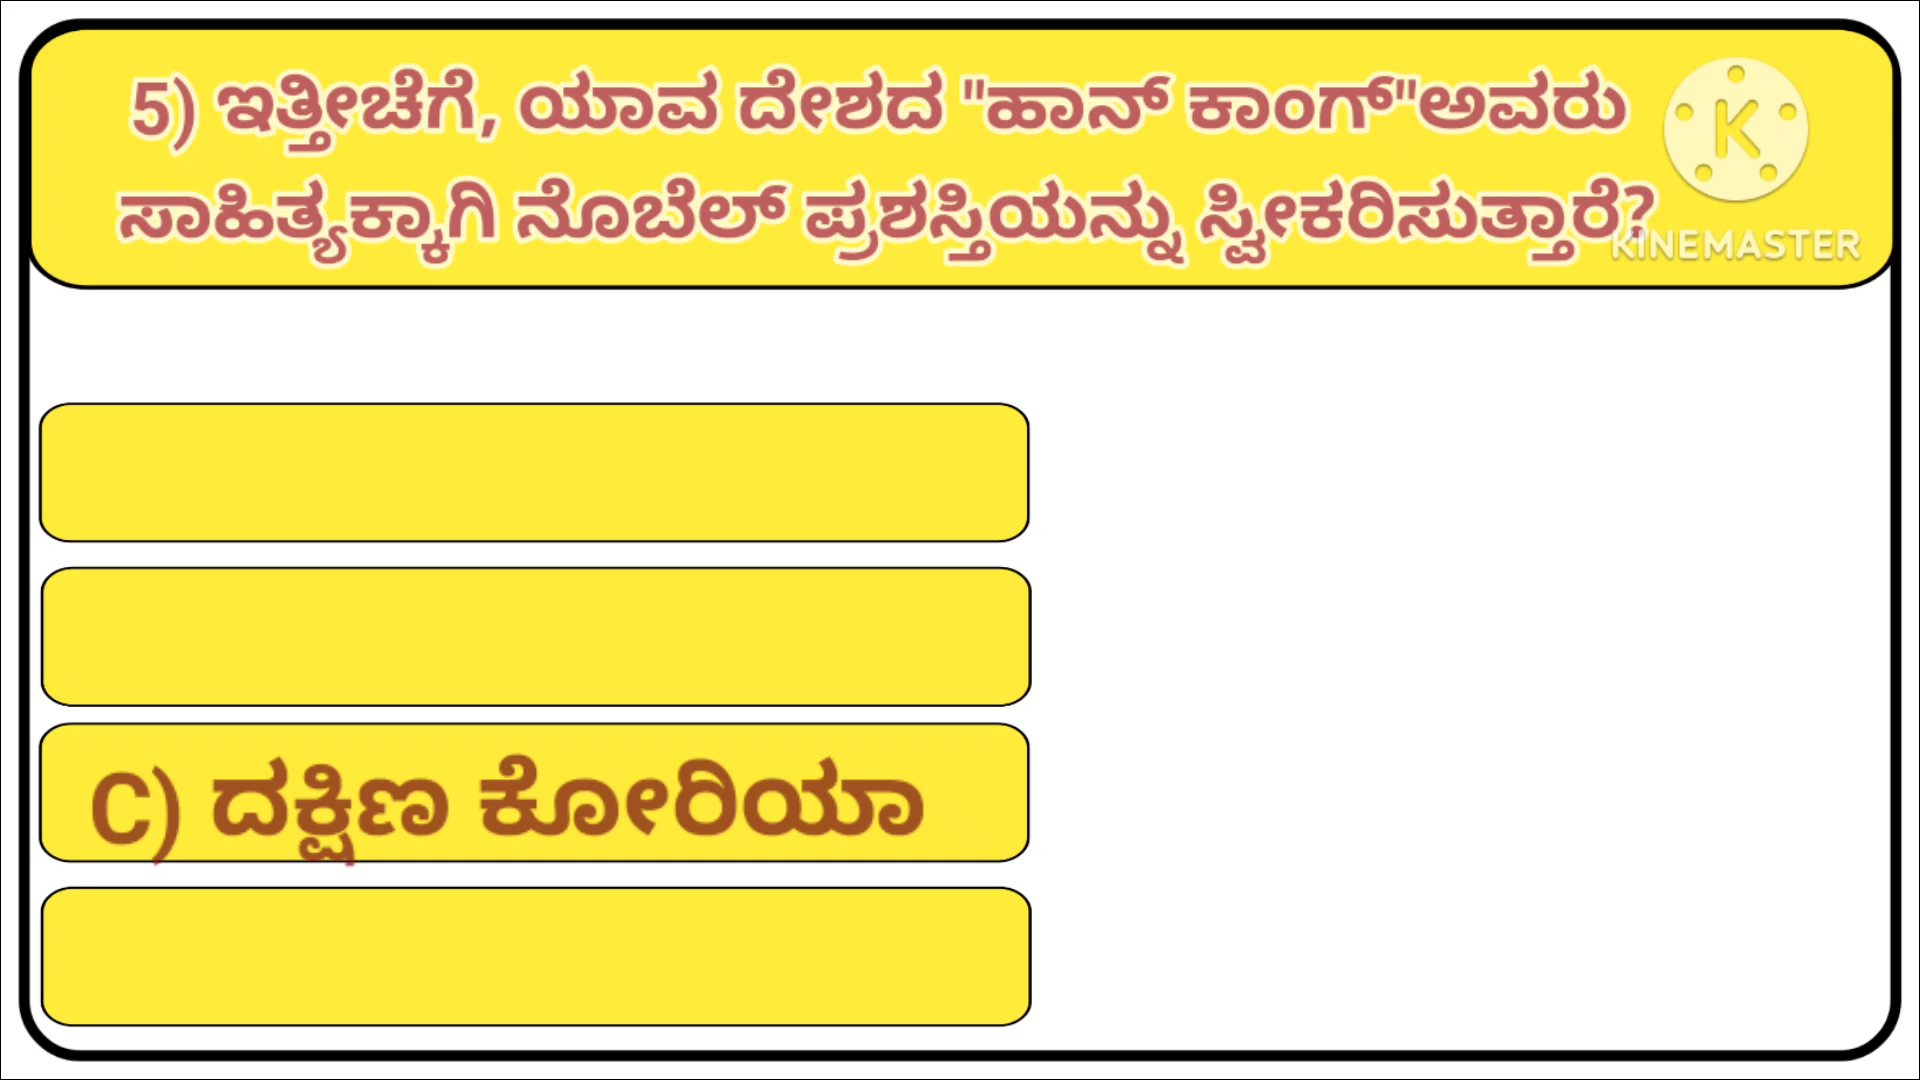 5) ಇತ್ತೀಚೆಗೆ, ಯಾವ ದೇಶದ "ಹಾನ್ ಕಾಂಗ್"ಅವರು
ಸಾಹಿತ್ಯಕ್ಕಾಗಿ ನೊಬೆಲ್ ಪ್ರಶಸ್ತಿಯನ್ನು ಸ್ವೀಕರಿಸುತ್ತಾರೆ?
K
KINEMASTER
C) ದಕ್ಷಿಣ ಕೋರಿಯಾ